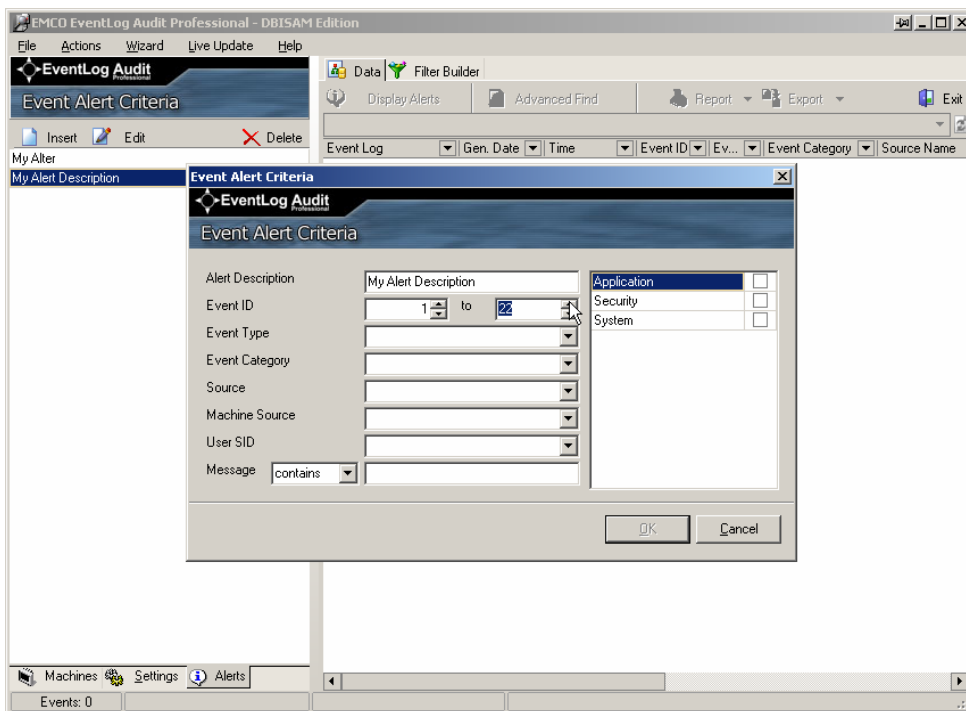 EMCO EventLog Audit Professional - DBISAM Edition
File Actions Wizard Live Update Help
EventLog Audit
Professional
Event Alert Criteria
Insert Edit Delete
My Alter
My Alert Description
Data Filter Builder
Display Alerts Advanced Find Report Export Exit
Event Log Gen. Date Time Event ID Ev... Event Category Source Name
Event Alert Criteria
EventLog Audit
Professional
Event Alert Criteria
Alert Description My Alert Description
Event ID 1 to 22
Event Type
Event Category
Source
Machine Source
User SID
Message contains
Application
Security
System
OK Cancel
Machines Settings Alerts
Events: 0